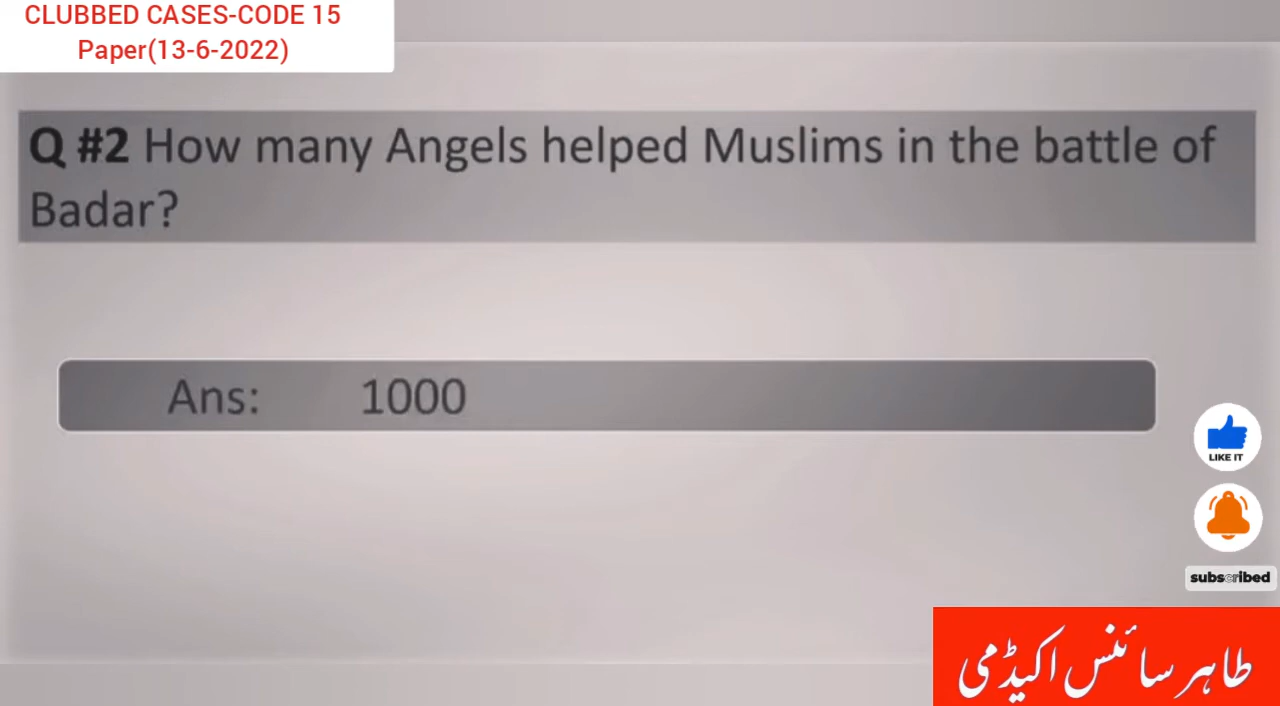 CLUBBED CASES-CODE 15
Paper(13-6-2022)
Q #2 How many Angels helped Muslims in the battle of
Badar?
Ans: 1000
LIKE IT
subscribed
طاہر سائنس اکیڈمی